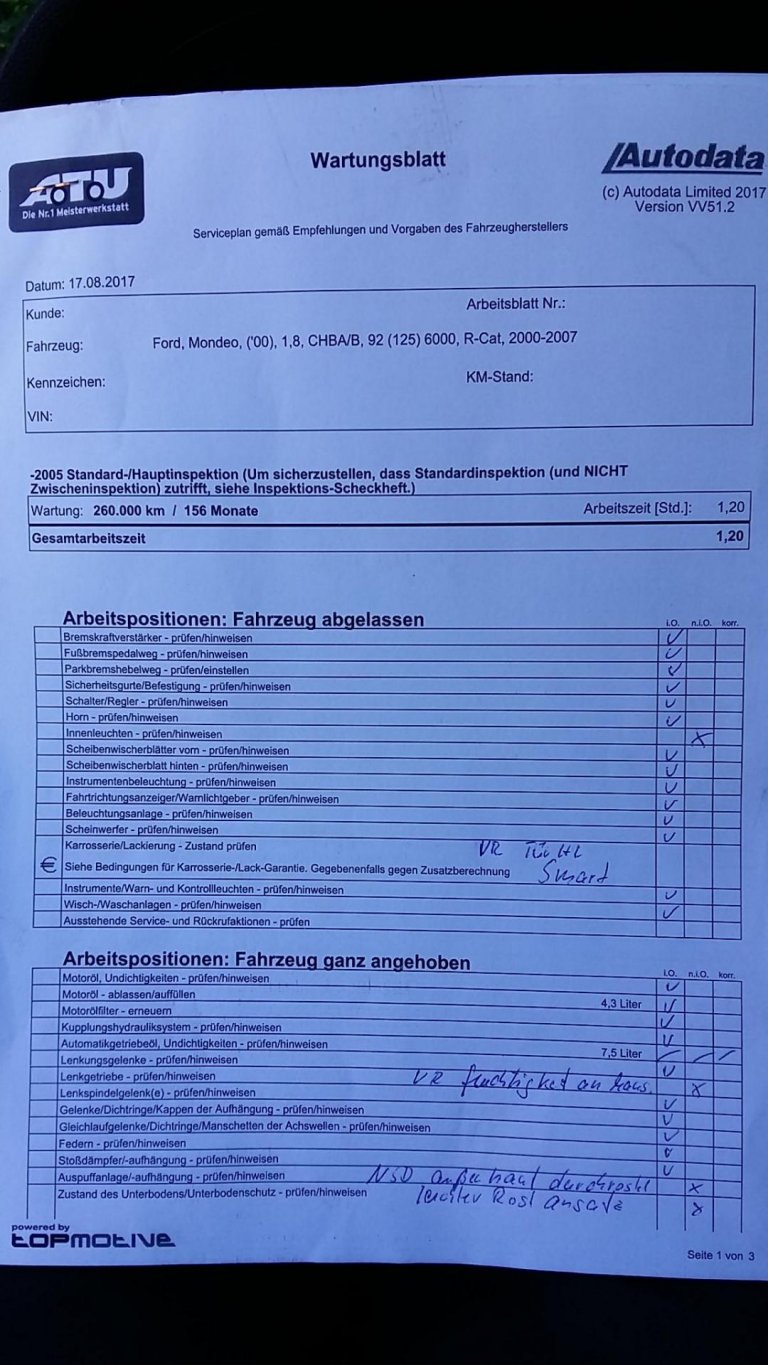 Wartungsblatt
ATU
Die Nr.1 Meisterwerkstatt
Autodata
(c) Autodata Limited 2017
Version VV51.2
Serviceplan gemäß Empfehlungen und Vorgaben des Fahrzeugherstellers
Datum: 17.08.2017
Kunde: Arbeitsblatt Nr.:
Fahrzeug: Ford, Mondeo, ('00), 1,8, CHBA/B, 92 (125) 6000, R-Cat, 2000-2007
Kennzeichen: KM-Stand:
VIN:
-2005 Standard-/Hauptinspektion (Um sicherzustellen, dass Standardinspektion (und NICHT
Zwischeninspektion) zutrifft, siehe Inspektions-Scheckheft.)
Wartung: 260.000 km / 156 Monate Arbeitszeit [Std.]: 1,20
Gesamtarbeitszeit 1,20
Arbeitspositionen: Fahrzeug abgelassen i.O. n.i.O. korr.
Bremskraftverstärker - prüfen/hinweisen
Fußbremspedalweg - prüfen/hinweisen
Parkbremshebelweg - prüfen/einstellen
Sicherheitsgurte/Befestigung - prüfen/hinweisen
Schalter/Regler - prüfen/hinweisen
Horn - prüfen/hinweisen
Innenleuchten - prüfen/hinweisen
Scheibenwischerblätter vorn - prüfen/hinweisen
Scheibenwischerblatt hinten - prüfen/hinweisen
Instrumentenbeleuchtung - prüfen/hinweisen
Fahrtrichtungsanzeiger/Warnlichtgeber - prüfen/hinweisen
Beleuchtungsanlage - prüfen/hinweisen
Scheinwerfer - prüfen/hinweisen
Karrosserie/Lackierung - Zustand prüfen VR Tür HL
€ Siehe Bedingungen für Karrosserie-/Lack-Garantie. Gegebenenfalls gegen Zusatzberechnung Smart
Instrumente/Warn- und Kontrollleuchten - prüfen/hinweisen
Wisch-/Waschanlagen - prüfen/hinweisen
Ausstehende Service- und Rückrufaktionen - prüfen
Arbeitspositionen: Fahrzeug ganz angehoben i.O. n.i.O. korr.
Motoröl, Undichtigkeiten - prüfen/hinweisen
Motoröl - ablassen/auffüllen 4,3 Liter
Motorölfilter - erneuern
Kupplungshydrauliksystem - prüfen/hinweisen
Automatikgetriebeöl, Undichtigkeiten - prüfen/hinweisen 7,5 Liter
Lenkungsgelenke - prüfen/hinweisen
Lenkgetriebe - prüfen/hinweisen VR feuchtigkeit an
Lenkspindelgelenk(e) - prüfen/hinweisen
Gelenke/Dichtringe/Kappen der Aufhängung - prüfen/hinweisen
Gleichlaufgelenke/Dichtringe/Manschetten der Achswellen - prüfen/hinweisen
Federn - prüfen/hinweisen
Stoßdämpfer/-aufhängung - prüfen/hinweisen
Auspuffanlage/-aufhängung - prüfen/hinweisen NSD außenhaut
Zustand des Unterbodens/Unterbodenschutz - prüfen/hinweisen leichter Rost ansatz
powered by
topmotive
Seite 1 von 3